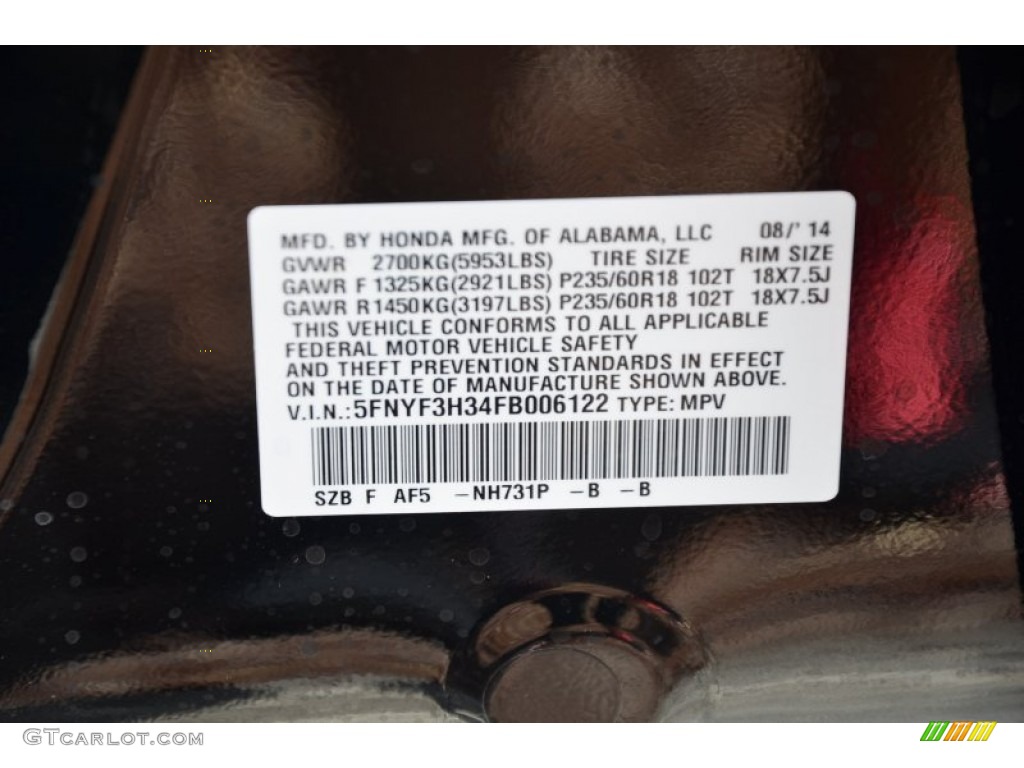 MFD. BY HONDA MFG. OF ALABAMA, LLC 08/' 14
GVWR 2700KG(5953LBS) TIRE SIZE RIM SIZE
GAWR F 1325KG(2921LBS) P235/60R18 102T 18X7.5J
GAWR R1450KG(3197LBS) P235/60R18 102T 18X7.5J
THIS VEHICLE CONFORMS TO ALL APPLICABLE
FEDERAL MOTOR VEHICLE SAFETY
AND THEFT PREVENTION STANDARDS IN EFFECT
ON THE DATE OF MANUFACTURE SHOWN ABOVE.
V.I.N.:5FNYF3H34FB006122 TYPE: MPV
SZB F AF5 -NH731P -B -B
GTCARLOT.COM